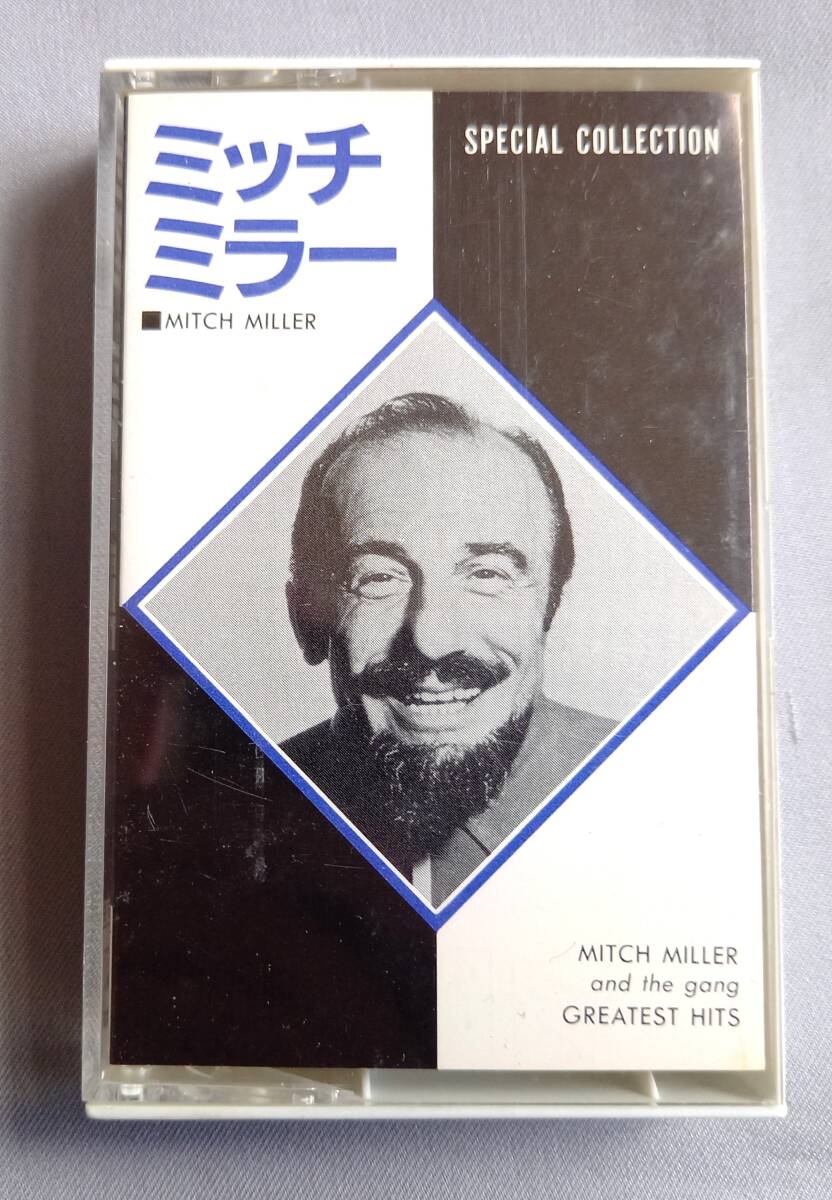 ミッチ
ミラー
■MITCH MILLER
SPECIAL COLLECTION
MITCH MILLER
and the gang
GREATEST HITS